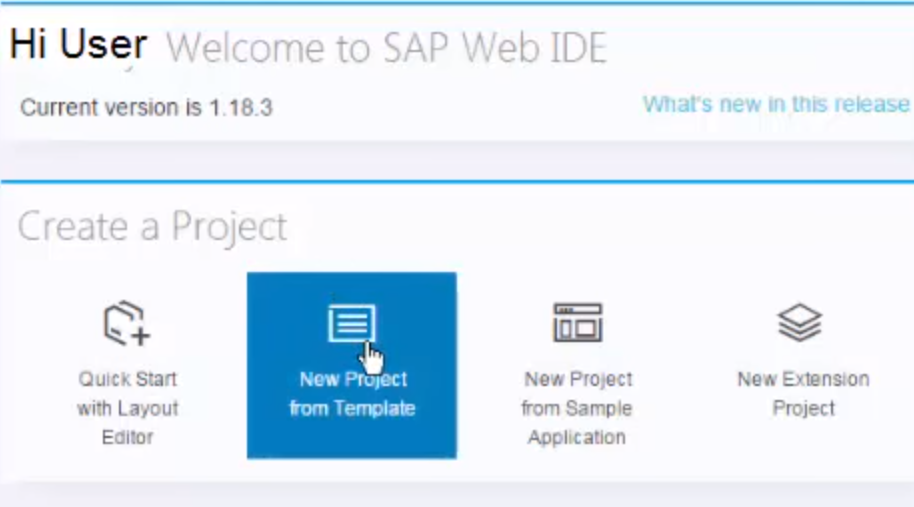 Hi User Welcome to SAP Web IDE
Current version is 1.18.3
What's new in this release
Create a Project
Quick Start
with Layout
Editor
New Project
from Template
New Project
from Sample
Application
New Extension
Project